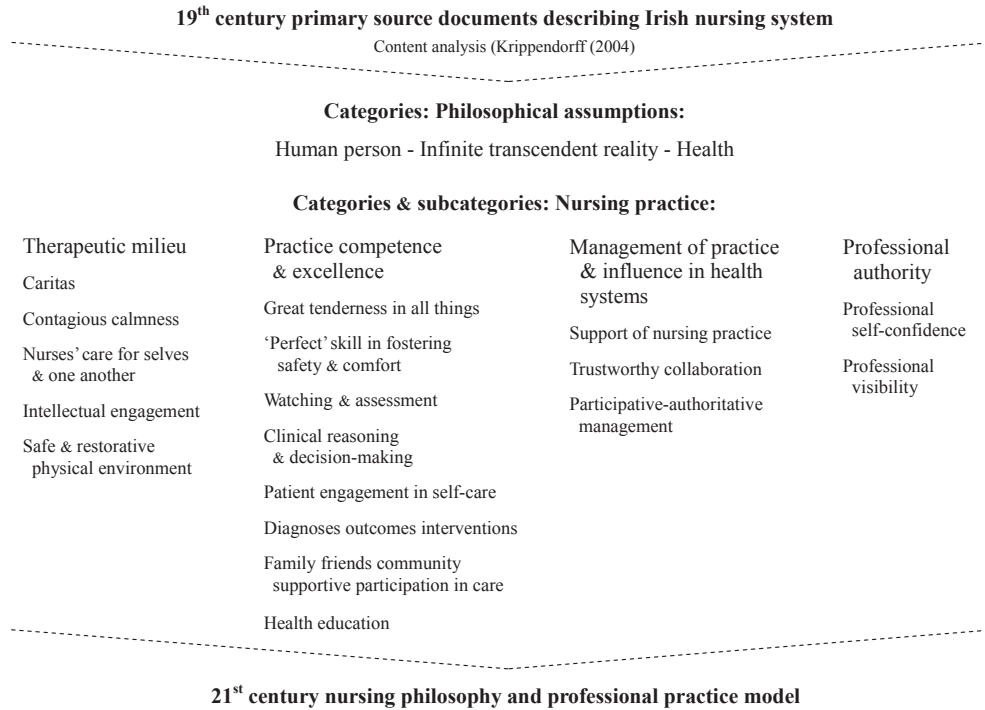 19th century primary source documents describing Irish nursing system
Content analysis (Krippendorff (2004)
Categories: Philosophical assumptions:
Human person - Infinite transcendent reality - Health
Categories & subcategories: Nursing practice:
Therapeutic milieu
Caritas
Contagious calmness
Nurses’ care for selves
& one another
Intellectual engagement
Safe & restorative
physical environment
Practice competence
& excellence
Great tenderness in all things
‘Perfect’ skill in fostering
safety & comfort
Watching & assessment
Clinical reasoning
& decision-making
Patient engagement in self-care
Diagnoses outcomes interventions
Family friends community
supportive participation in care
Health education
Management of practice
& influence in health
systems
Support of nursing practice
Trustworthy collaboration
Participative-authoritative
management
Professional
authority
Professional
self-confidence
Professional
visibility
21st century nursing philosophy and professional practice model